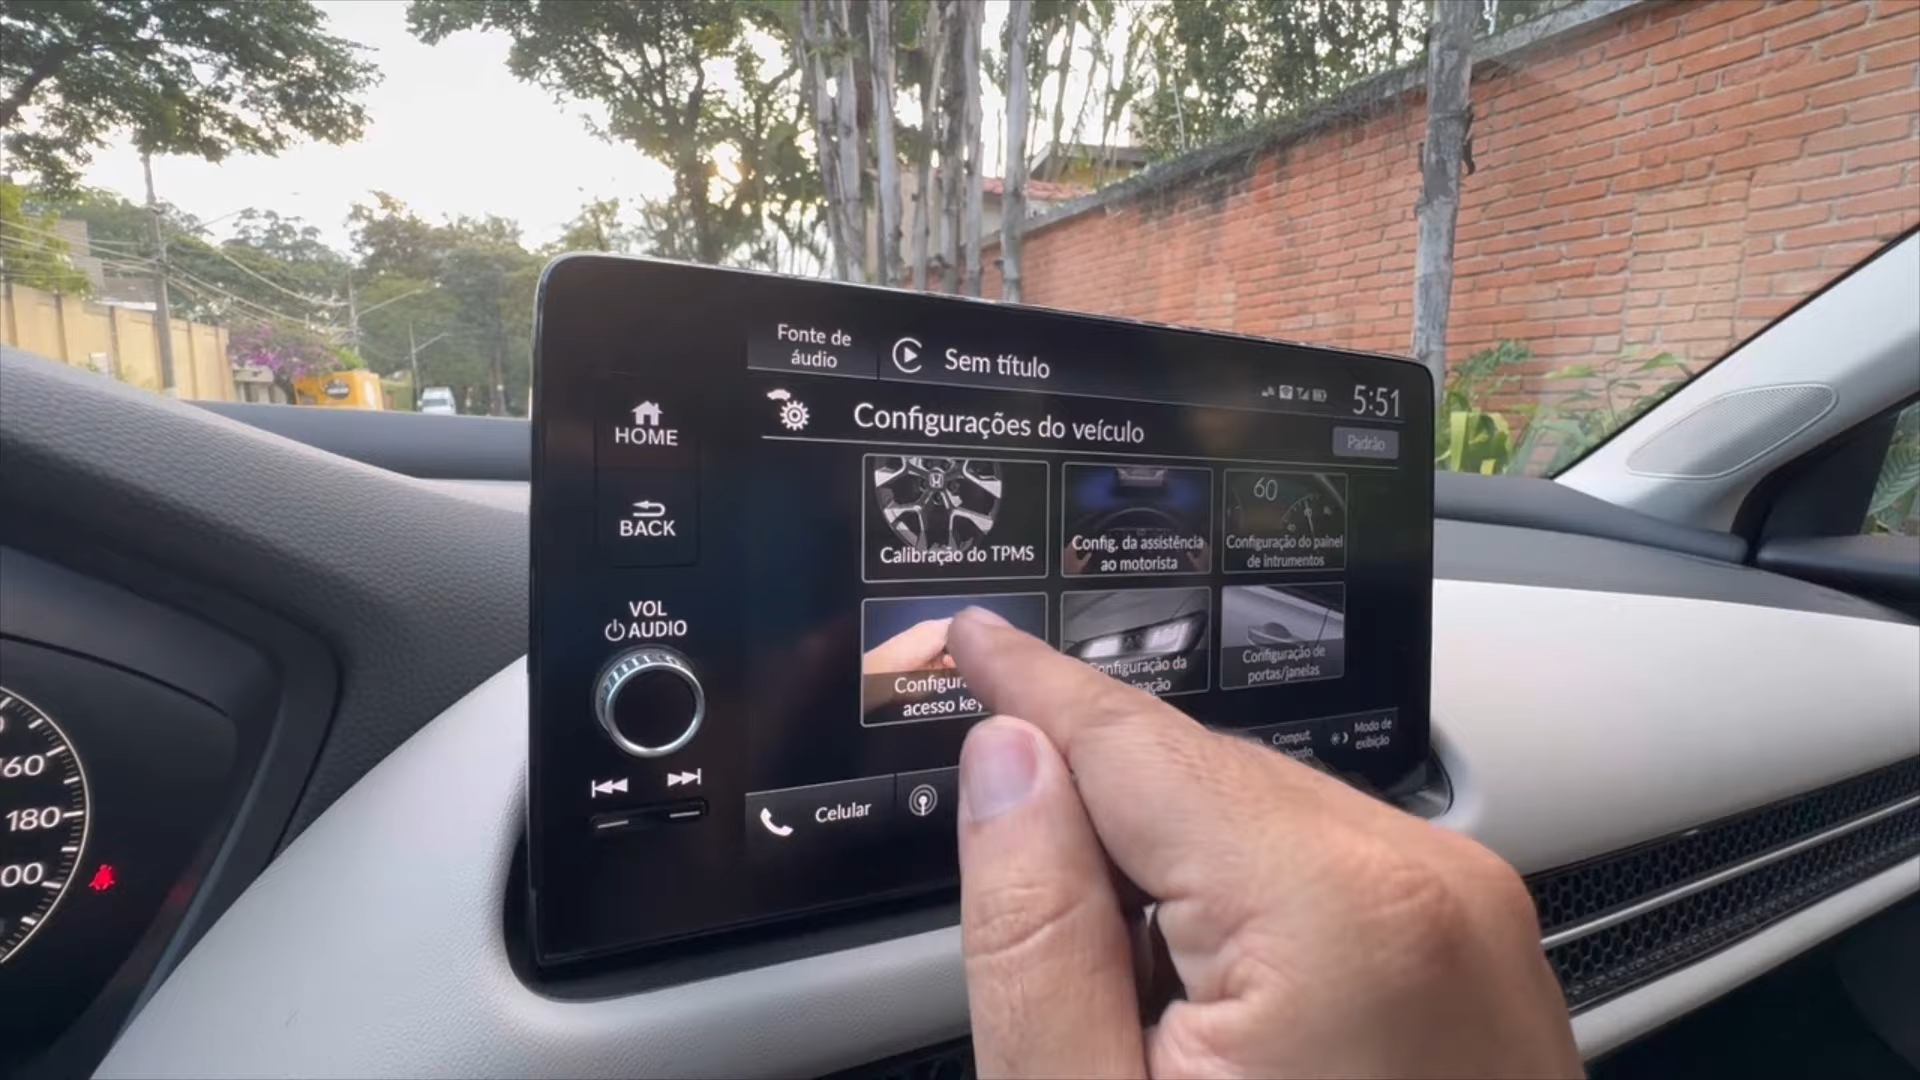 Fonte de
áudio
Sem título
5:51
HOME
Configurações do veículo
Padrão
BACK
60
Calibração do TPMS
Config. da assistência
ao motorista
Configuração do painel
de intrumentos
VOL
AUDIO
acesso
Configuração de
portas/janelas
Modo de
exibição
Celular
160
180